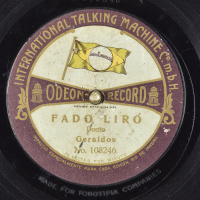 INTERNATIONAL TALKING MACHINE Co. m.b.H.
ODEON RECORD
FADO LIRÓ
Geraldos
No. 108246
MADE FOR FONOTIPIA COMPANIES